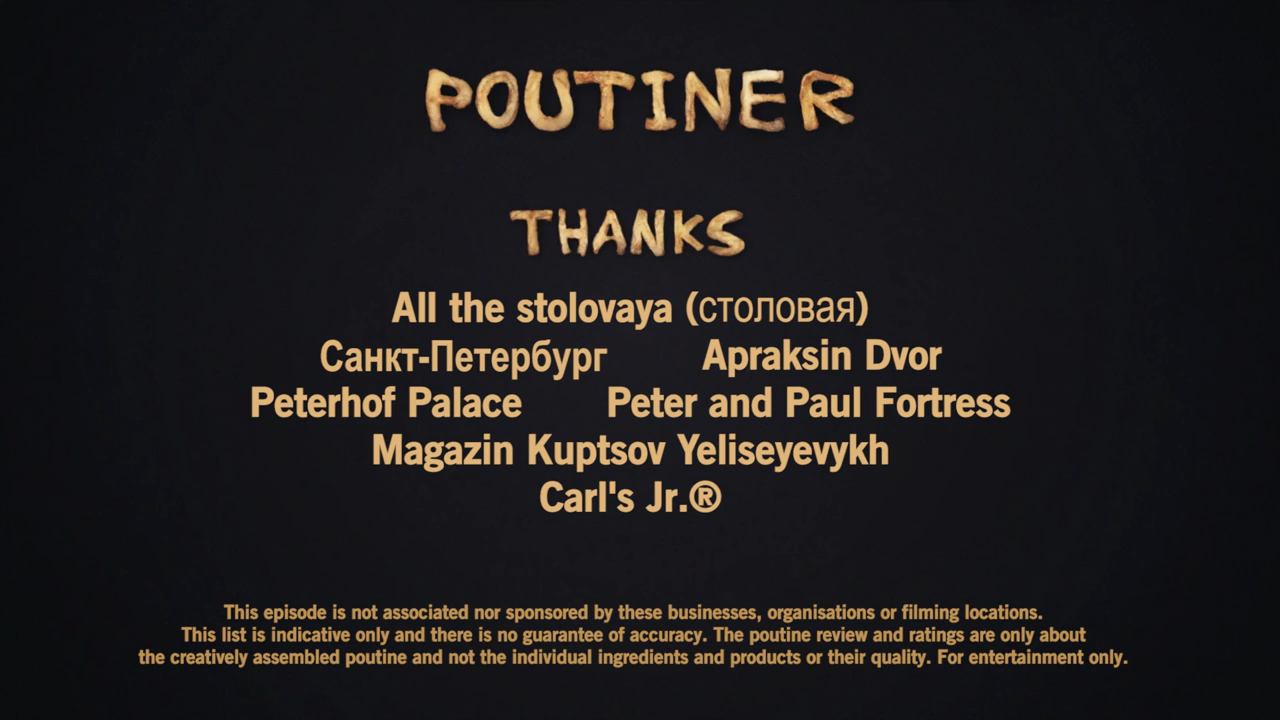 POUTINER
THANKS
All the stolovaya (столовая)
Санкт-Петербург Apraksin Dvor
Peterhof Palace Peter and Paul Fortress
Magazin Kuptsov Yeliseyevykh
Carl's Jr.®
This episode is not associated nor sponsored by these businesses, organisations or filming locations.
This list is indicative only and there is no guarantee of accuracy. The poutine review and ratings are only about
the creatively assembled poutine and not the individual ingredients and products or their quality. For entertainment only.